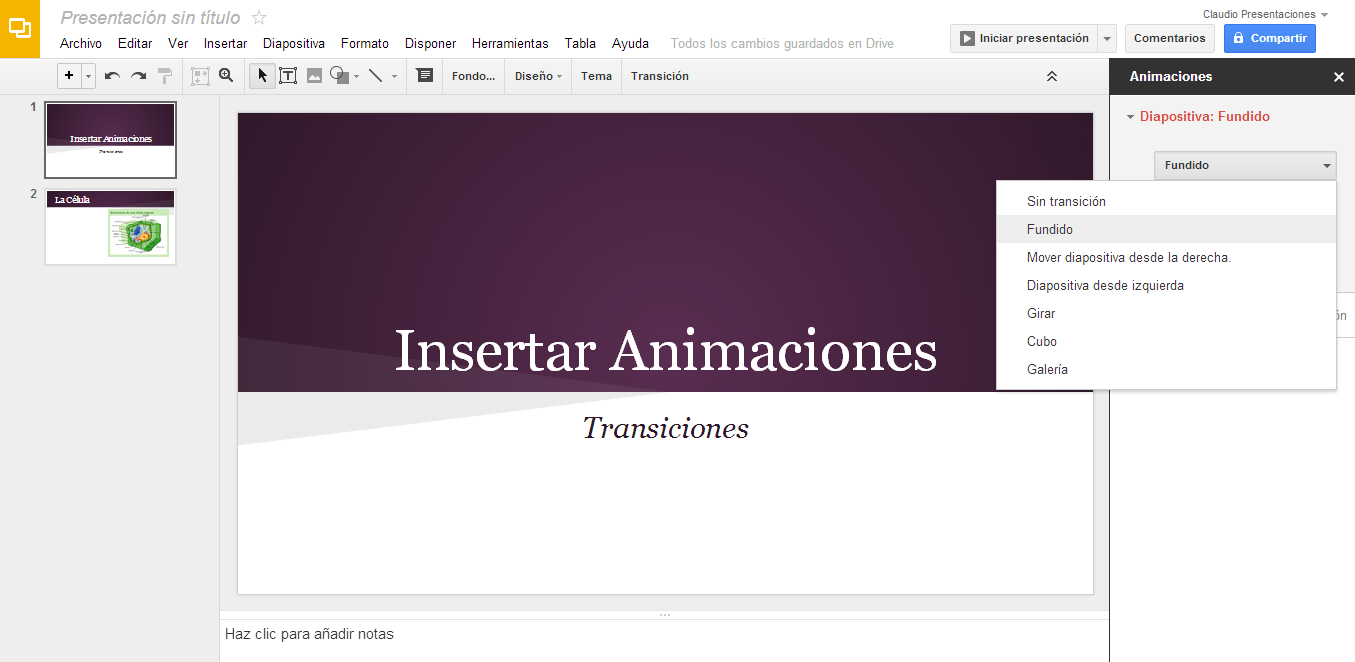 Presentación sin título
Claudio Presentaciones
Archivo Editar Ver Insertar Diapositiva Formato Disponer Herramientas Tabla Ayuda Todos los cambios guardados en Drive
Iniciar presentación Comentarios Compartir
Fondo... Diseño Tema Transición
Animaciones
1
Insertar Animaciones
Transiciones
2
La Célula
Insertar Animaciones
Transiciones
Diapositiva: Fundido
Fundido
Sin transición
Fundido
Mover diapositiva desde la derecha.
Diapositiva desde izquierda
Girar
Cubo
Galería
ón
Haz clic para añadir notas